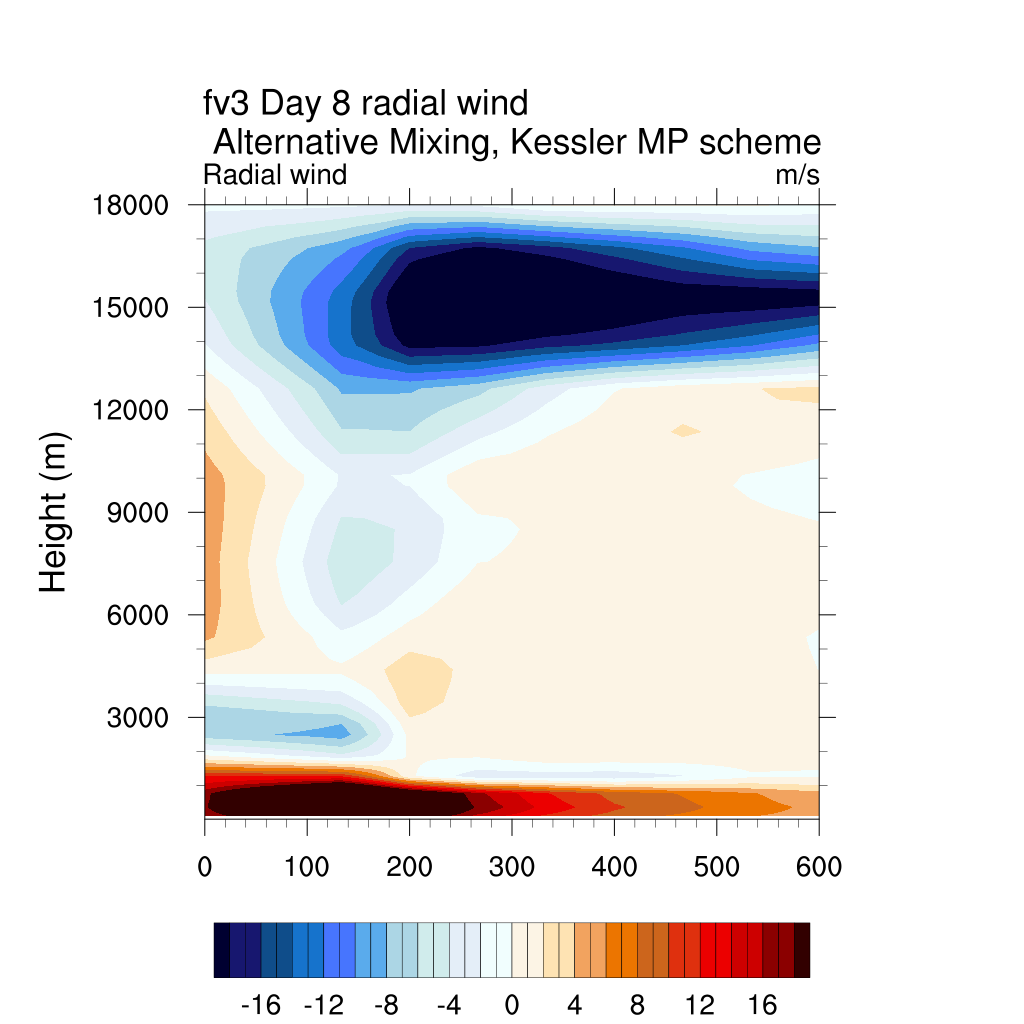 fv3 Day 8 radial wind
Alternative Mixing, Kessler MP scheme
Radial wind m/s
18000
15000
12000
9000
6000
3000
Height (m)
0 100 200 300 400 500 600
-16 -12 -8 -4 0 4 8 12 16